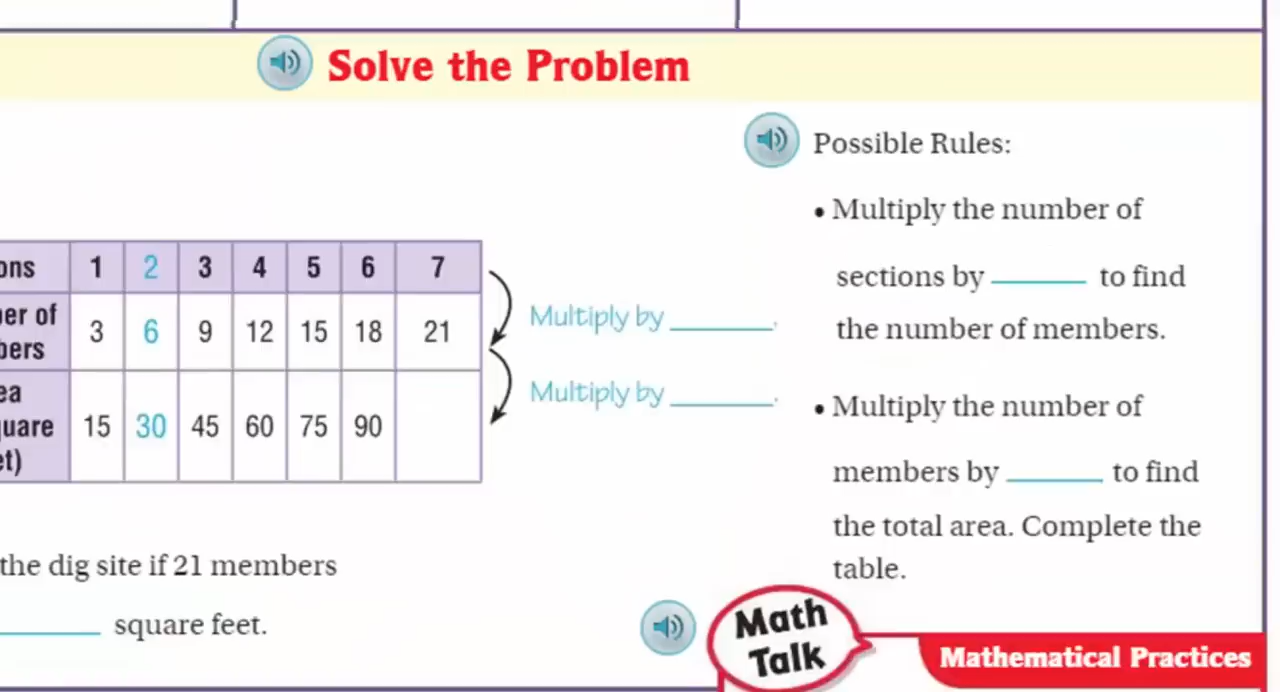 Solve the Problem
Possible Rules:
• Multiply the number of
sections by ______ to find
the number of members.
• Multiply the number of
members by ______ to find
the total area. Complete the
table.
ons 1 2 3 4 5 6 7
er of
bers 3 6 9 12 15 18 21
ea
uare
et) 15 30 45 60 75 90
Multiply by ______.
Multiply by ______.
the dig site if 21 members
______ square feet.
Math
Talk
Mathematical Practices